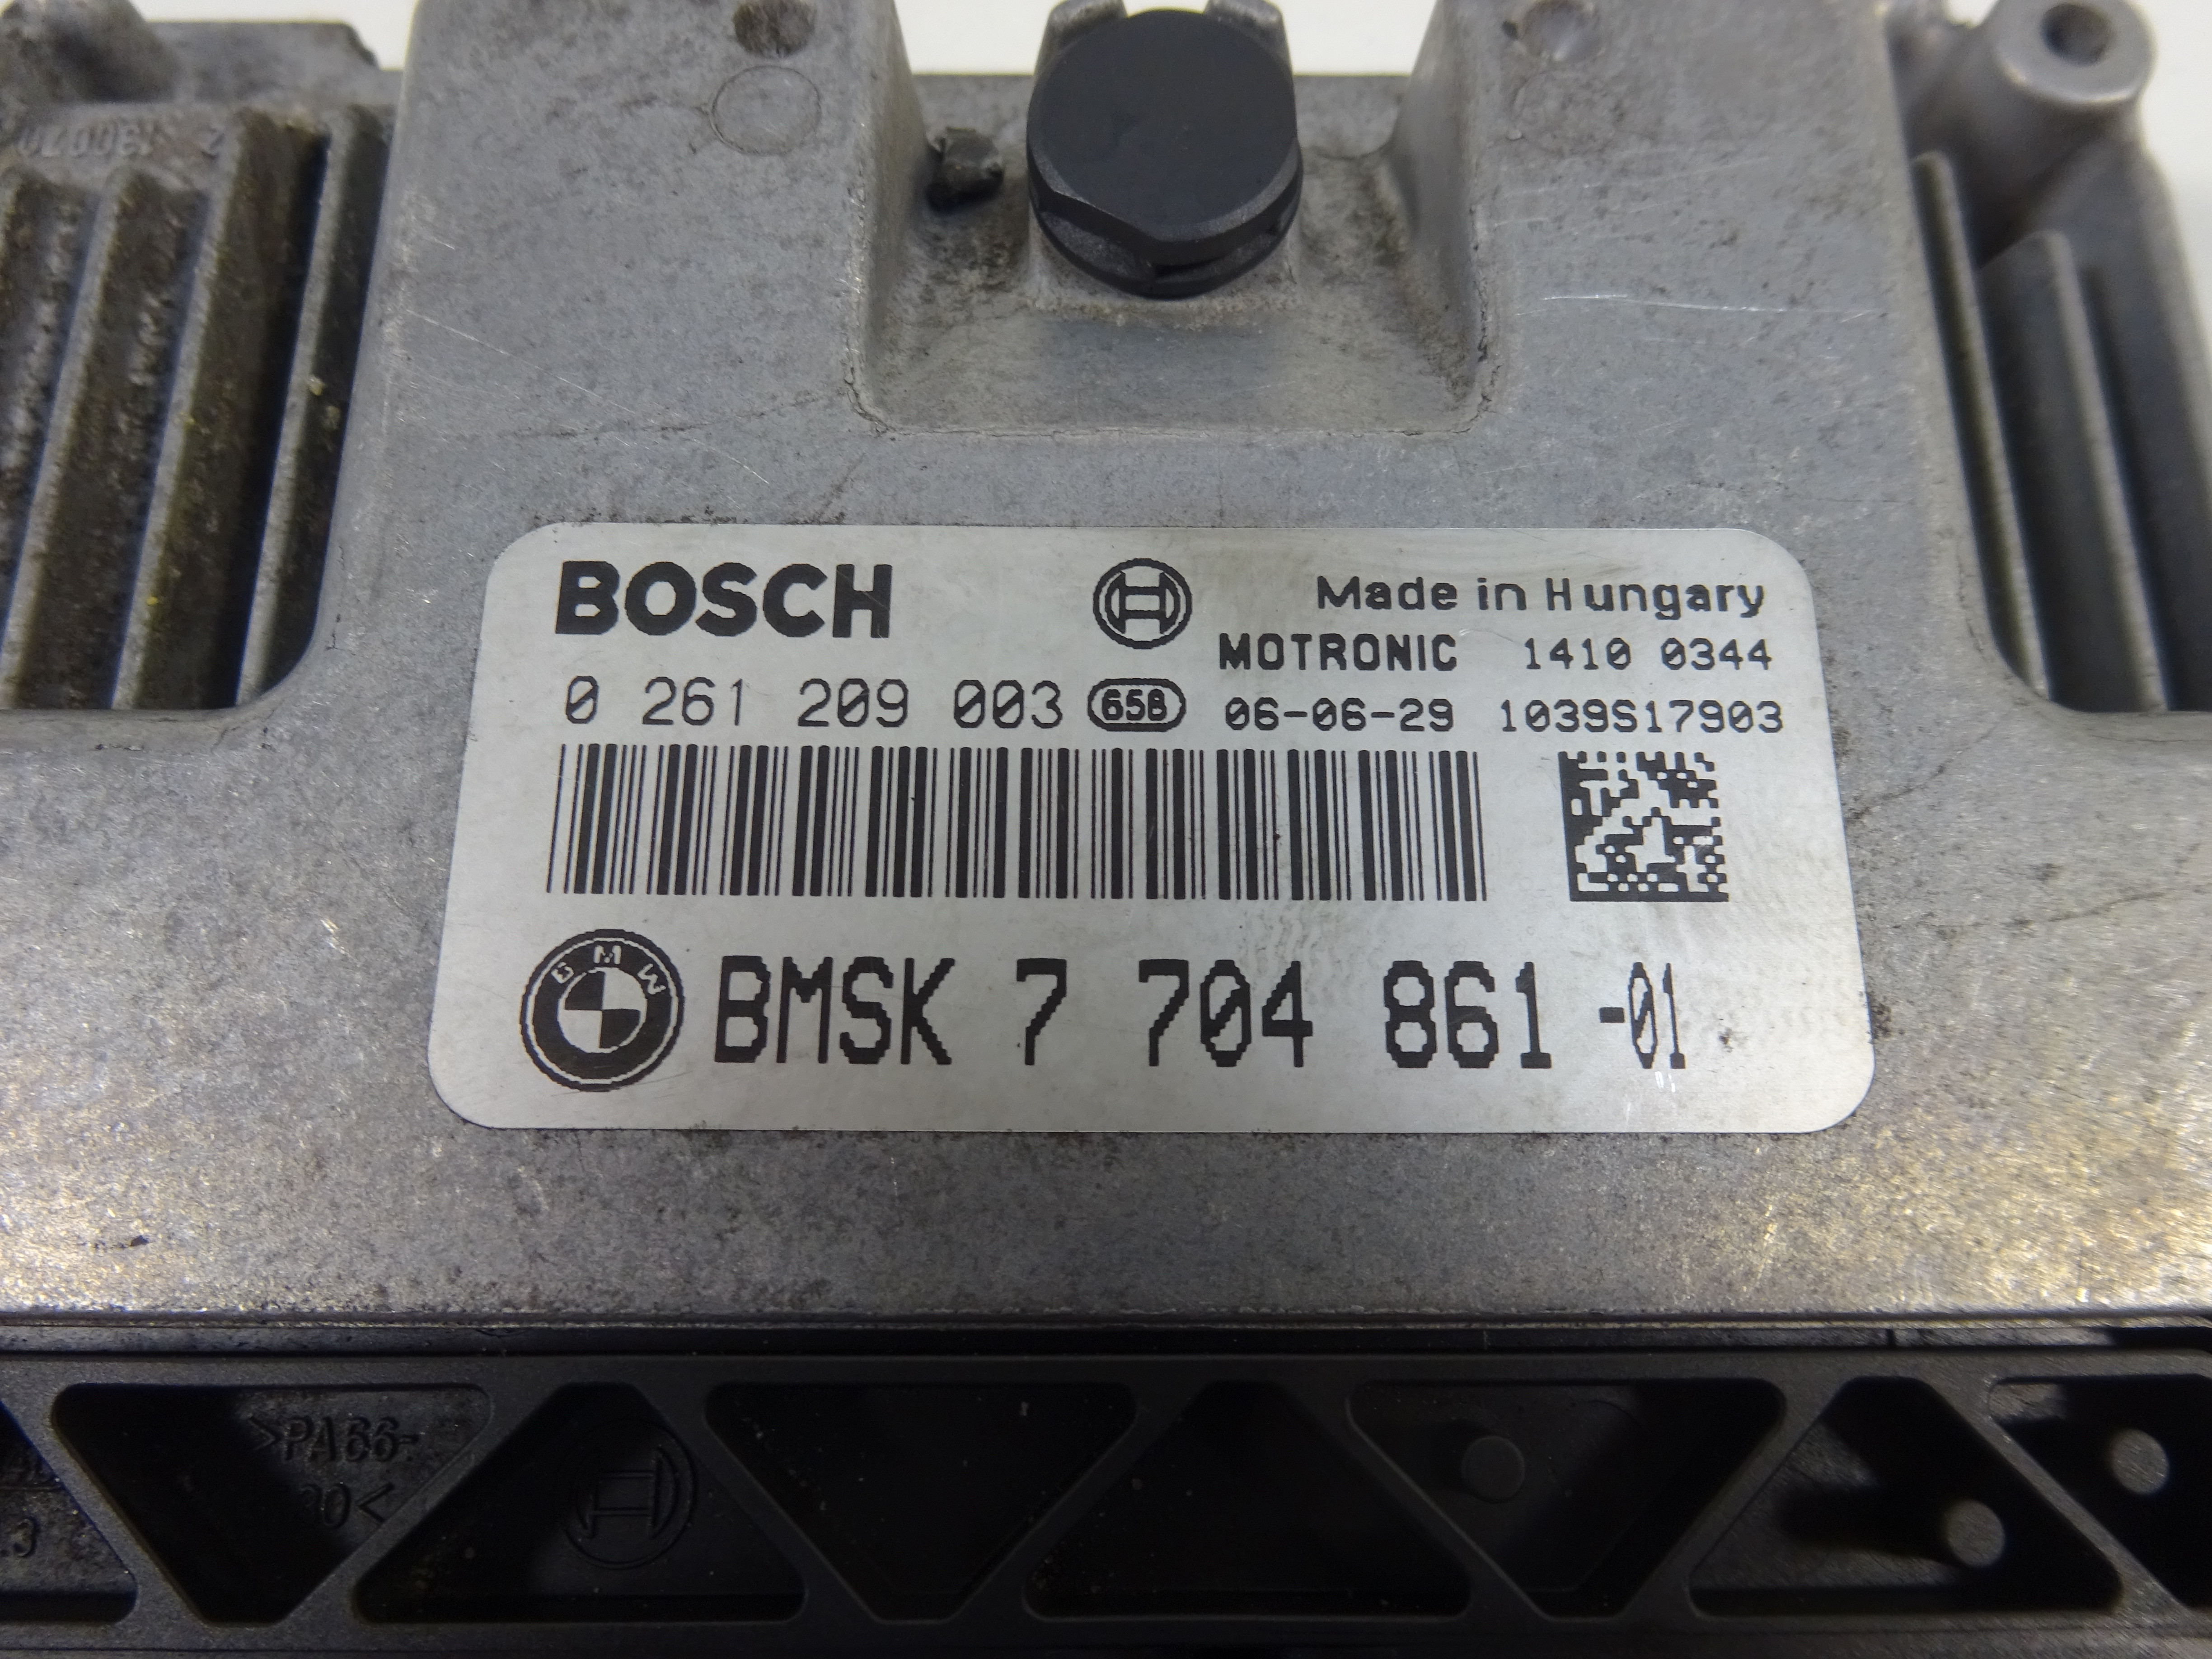 BOSCH
Made in Hungary
MOTRONIC 1410 0344
0 261 209 003 658 06-06-29 1039S17903
BMW
BMSK 7 704 861 -01
>PA66-